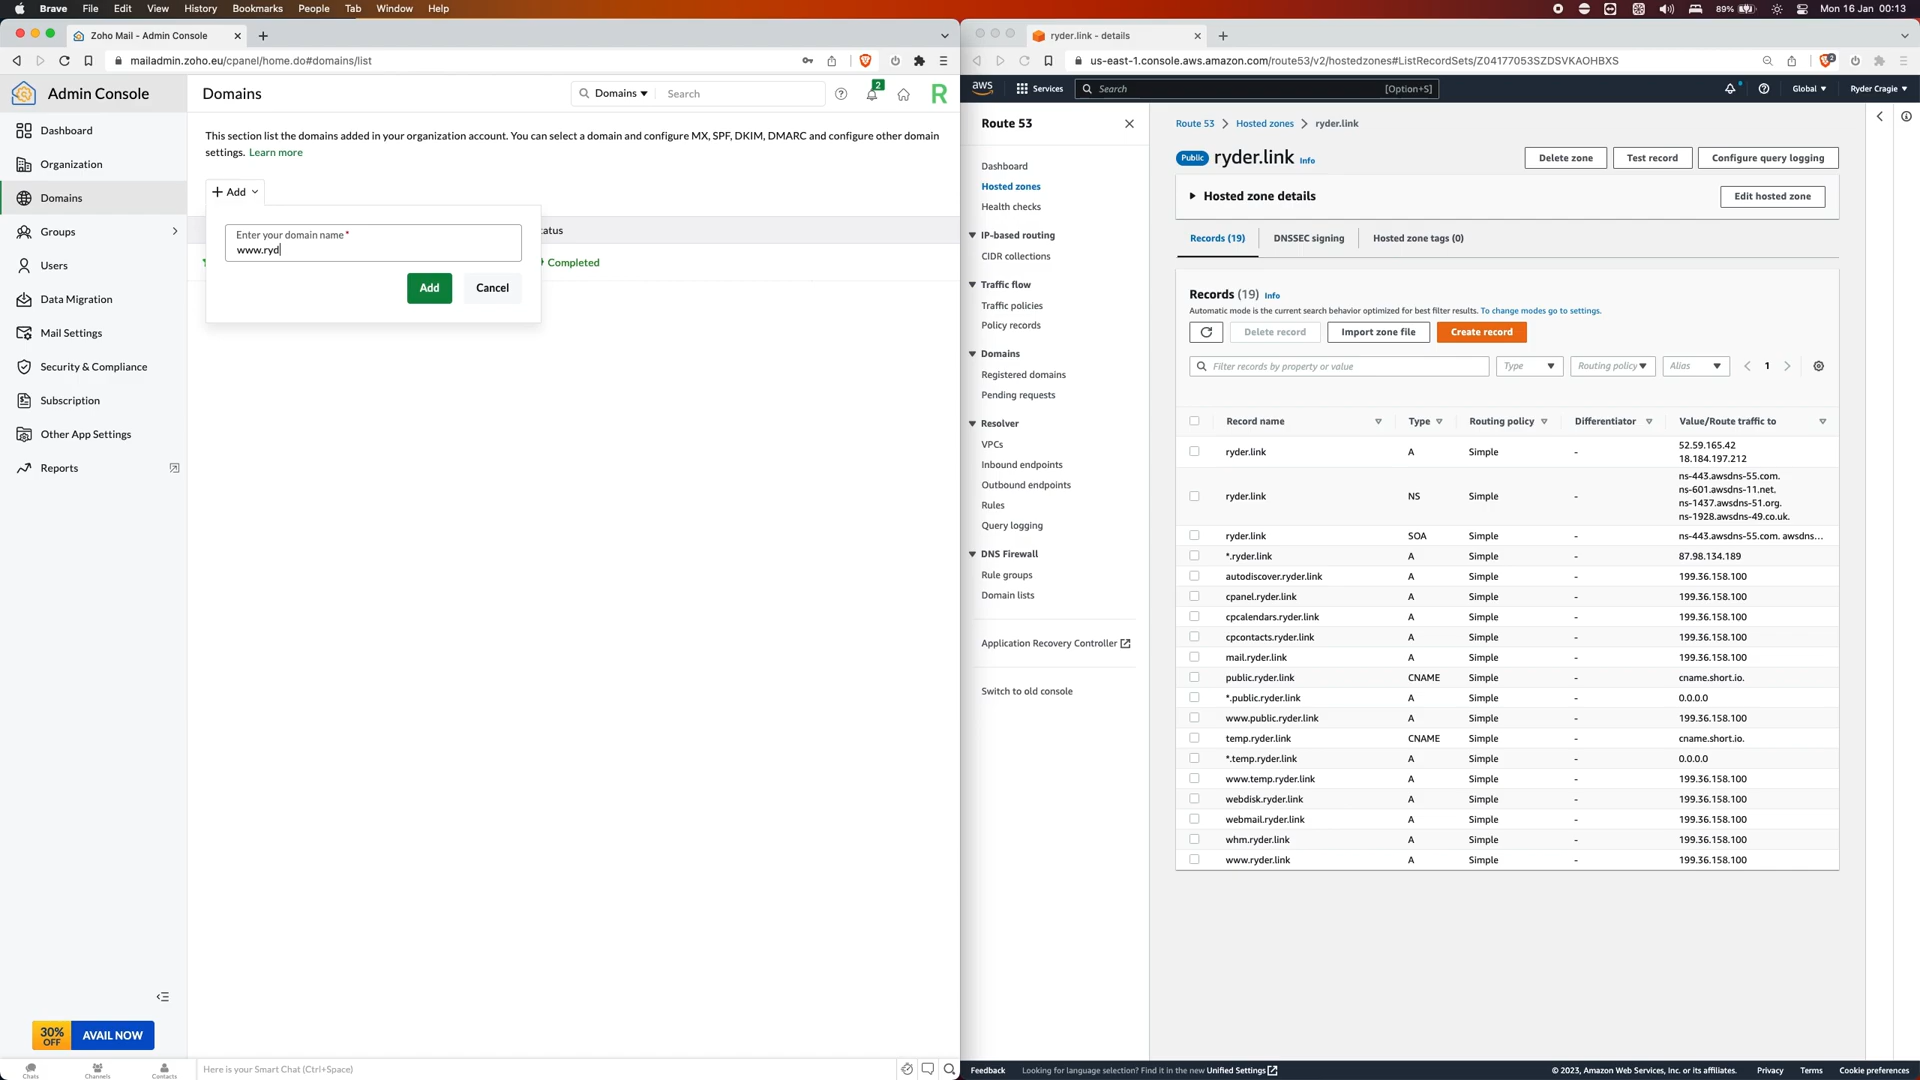 Brave File Edit View History Bookmarks People Tab Window Help
89% Mon 16 Jan 00:13
Zoho Mail - Admin Console
mailadmin.zoho.eu/cpanel/home.do#domains/list
Admin Console
Dashboard
Organization
Domains
Groups
Users
Data Migration
Mail Settings
Security & Compliance
Subscription
Other App Settings
Reports
30% OFF
AVAIL NOW
Chats Channels Contacts
Domains
Domains Search
2
R
This section list the domains added in your organization account. You can select a domain and configure MX, SPF, DKIM, DMARC and configure other domain
settings. Learn more
Add
Enter your domain name *
www.ryd
Add Cancel
atus
Completed
Here is your Smart Chat (Ctrl+Space)
ryder.link - details
us-east-1.console.aws.amazon.com/route53/v2/hostedzones#ListRecordSets/Z04177053SZDSVKAOHBXS
aws Services Search [Option+S] Global Ryder Cragie
Route 53
Dashboard
Hosted zones
Health checks
IP-based routing
CIDR collections
Traffic flow
Traffic policies
Policy records
Domains
Registered domains
Pending requests
Resolver
VPCs
Inbound endpoints
Outbound endpoints
Rules
Query logging
DNS Firewall
Rule groups
Domain lists
Application Recovery Controller
Switch to old console
Route 53 Hosted zones ryder.link
Public ryder.link Info
Delete zone Test record Configure query logging
Hosted zone details
Edit hosted zone
Records (19) DNSSEC signing Hosted zone tags (0)
Records (19) Info
Automatic mode is the current search behavior optimized for best filter results. To change modes go to settings.
Delete record Import zone file Create record
Filter records by property or value Type Routing policy Alias 1
Record name Type Routing policy Differentiator Value/Route traffic to
ryder.link A Simple - 52.59.165.42
18.184.197.212
ryder.link NS Simple - ns-443.awsdns-55.com.
ns-601.awsdns-11.net.
ns-1437.awsdns-51.org.
ns-1928.awsdns-49.co.uk.
ryder.link SOA Simple - ns-443.awsdns-55.com. awsdns...
*.ryder.link A Simple - 87.98.134.189
autodiscover.ryder.link A Simple - 199.36.158.100
cpanel.ryder.link A Simple - 199.36.158.100
cpcalendars.ryder.link A Simple - 199.36.158.100
cpcontacts.ryder.link A Simple - 199.36.158.100
mail.ryder.link A Simple - 199.36.158.100
public.ryder.link CNAME Simple - cname.short.io.
*.public.ryder.link A Simple - 0.0.0.0
www.public.ryder.link A Simple - 199.36.158.100
temp.ryder.link CNAME Simple - cname.short.io.
*.temp.ryder.link A Simple - 0.0.0.0
www.temp.ryder.link A Simple - 199.36.158.100
webdisk.ryder.link A Simple - 199.36.158.100
webmail.ryder.link A Simple - 199.36.158.100
whm.ryder.link A Simple - 199.36.158.100
www.ryder.link A Simple - 199.36.158.100
Feedback Looking for language selection? Find it in the new Unified Settings © 2023, Amazon Web Services, Inc. or its affiliates. Privacy Terms Cookie preferences